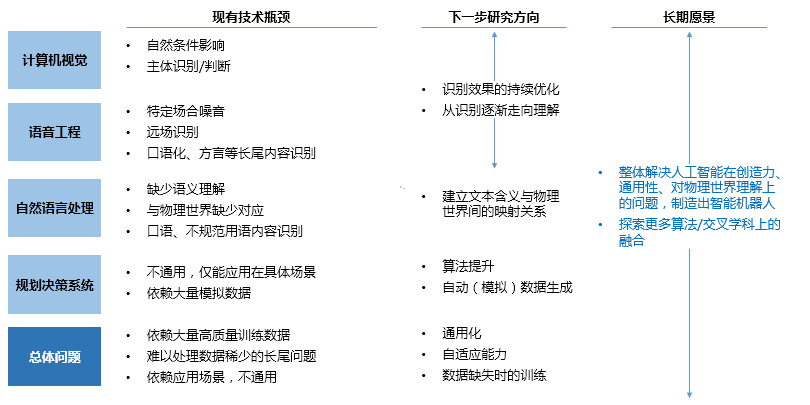 现有技术瓶颈
下一步研究方向
长期愿景
计算机视觉
• 自然条件影响
• 主体识别/判断
语音工程
• 特定场合噪音
• 远场识别
• 口语化、方言等长尾内容识别
• 识别效果的持续优化
• 从识别逐渐走向理解
自然语言处理
• 缺少语义理解
• 与物理世界缺少对应
• 口语、不规范用语内容识别
• 建立文本含义与物理
世界间的映射关系
规划决策系统
• 不通用，仅能应用在具体场景
• 依赖大量模拟数据
• 算法提升
• 自动（模拟）数据生成
总体问题
• 依赖大量高质量训练数据
• 难以处理数据稀少的长尾问题
• 依赖应用场景，不通用
• 通用化
• 自适应能力
• 数据缺失时的训练
• 整体解决人工智能在创造力、
通用性、对物理世界理解上
的问题，制造出智能机器人
• 探索更多算法/交叉学科上的
融合